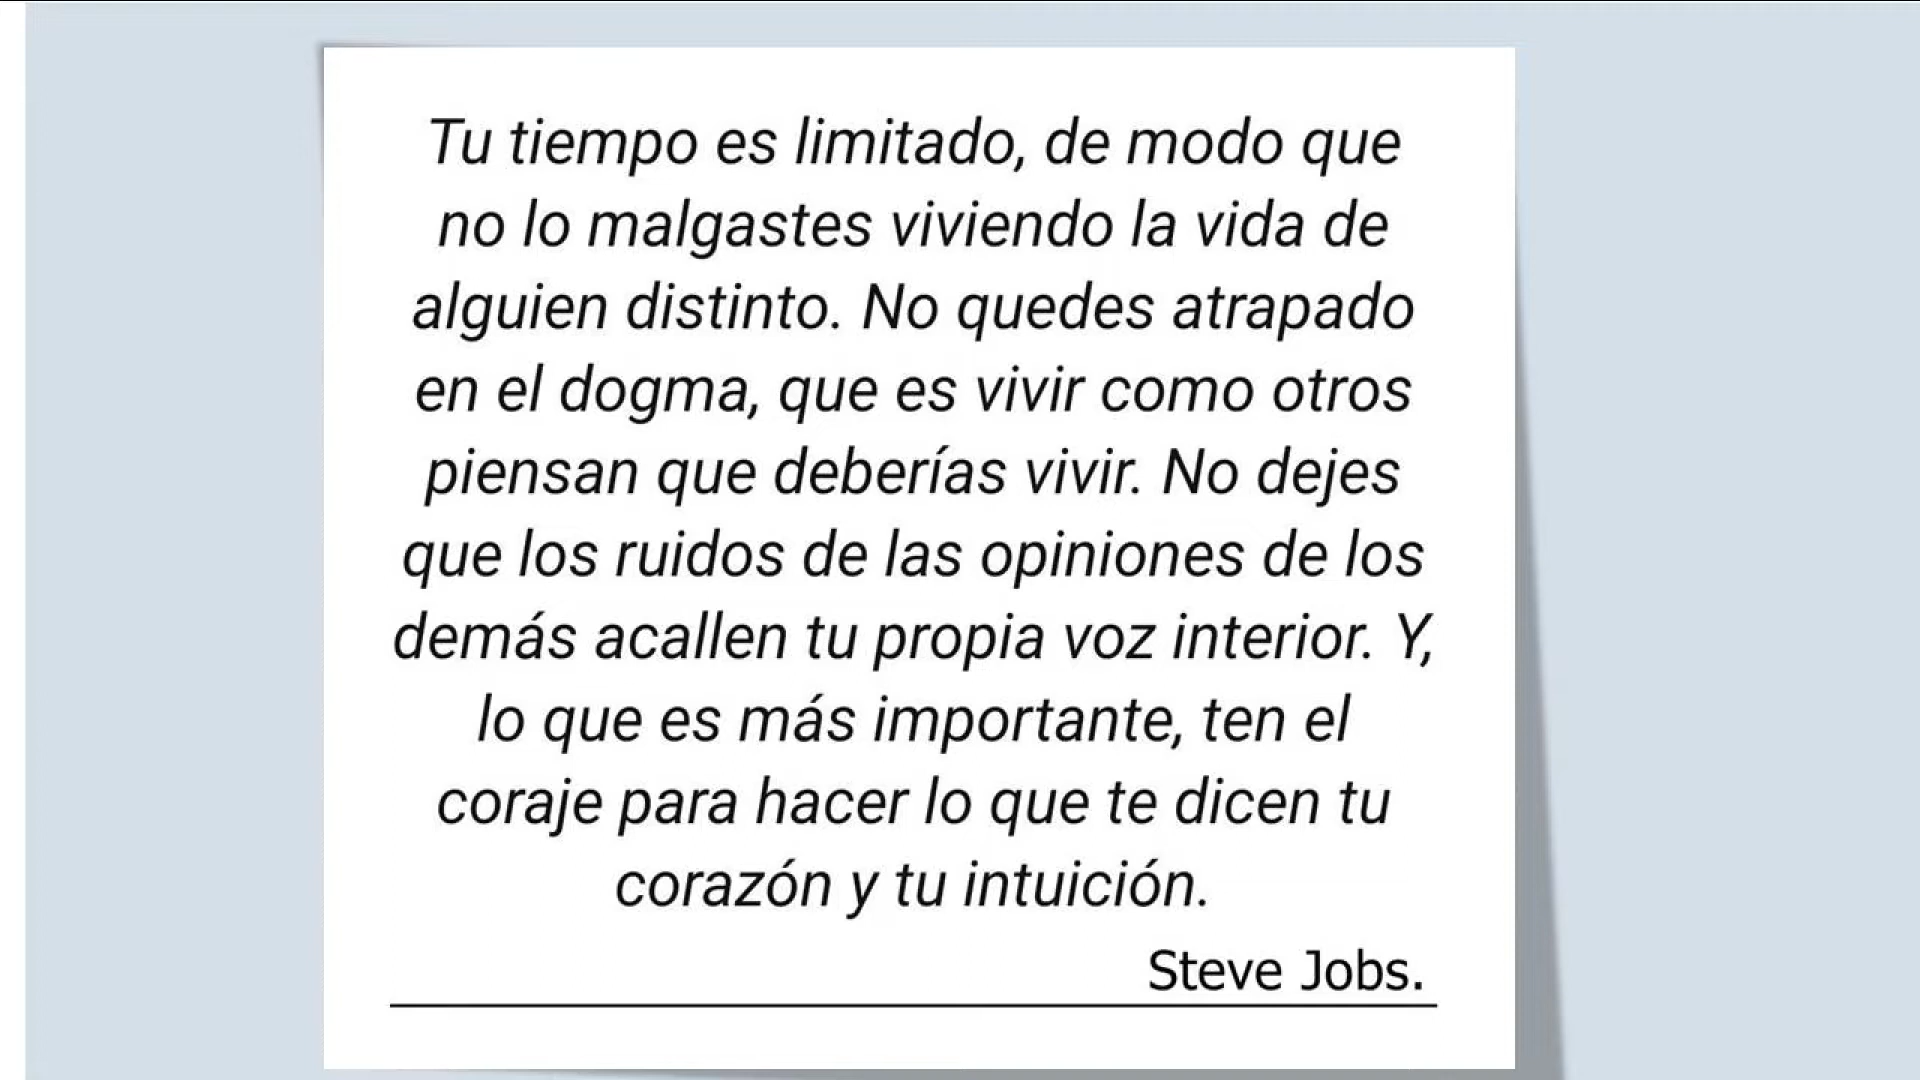 Tu tiempo es limitado, de modo que
no lo malgastes viviendo la vida de
alguien distinto. No quedes atrapado
en el dogma, que es vivir como otros
piensan que deberías vivir. No dejes
que los ruidos de las opiniones de los
demás acallen tu propia voz interior. Y,
lo que es más importante, ten el
coraje para hacer lo que te dicen tu
corazón y tu intuición.
Steve Jobs.